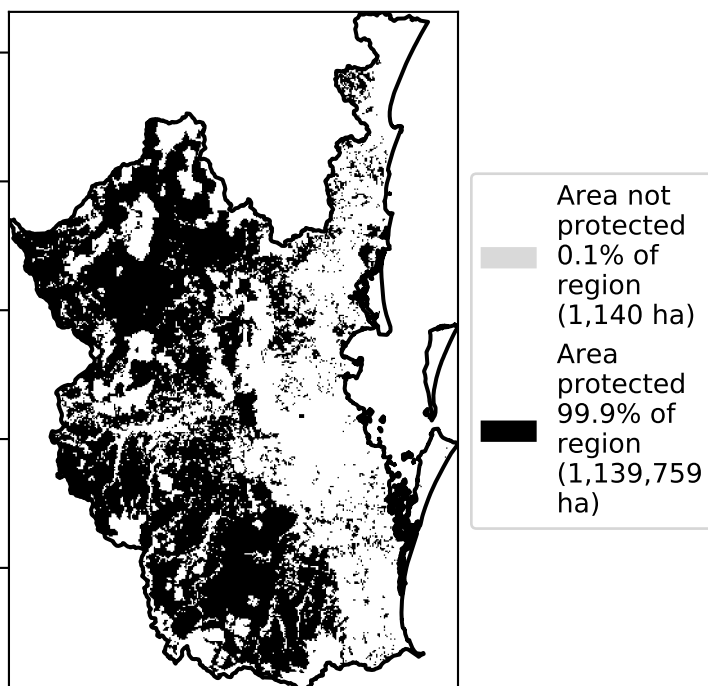 Area not
protected
0.1% of
region
(1,140 ha)
Area
protected
99.9% of
region
(1,139,759
ha)